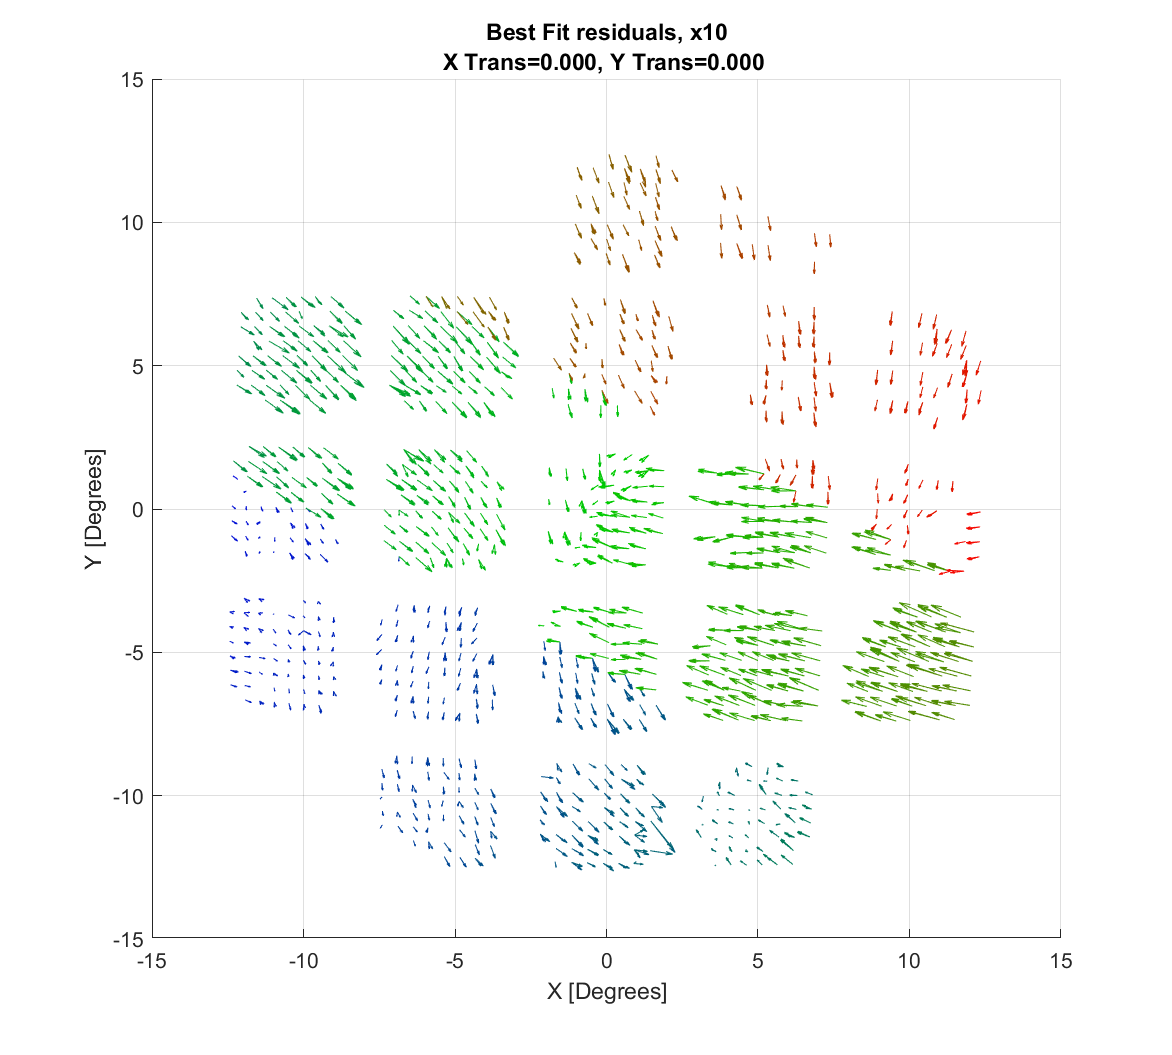 Best Fit residuals, x10
X Trans=0.000, Y Trans=0.000
15
10
5
0
-5
-10
-15
Y [Degrees]
-15 -10 -5 0 5 10 15
X [Degrees]